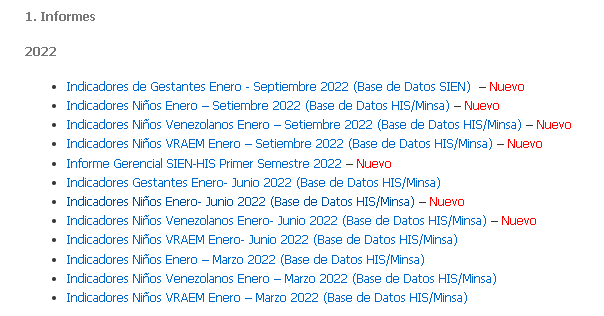 1. Informes
2022
Indicadores de Gestantes Enero - Septiembre 2022 (Base de Datos SIEN) – Nuevo
Indicadores Niños Enero – Setiembre 2022 (Base de Datos HIS/Minsa) – Nuevo
Indicadores Niños Venezolanos Enero – Setiembre 2022 (Base de Datos HIS/Minsa) – Nuevo
Indicadores Niños VRAEM Enero – Setiembre 2022 (Base de Datos HIS/Minsa) – Nuevo
Informe Gerencial SIEN-HIS Primer Semestre 2022 – Nuevo
Indicadores Gestantes Enero- Junio 2022 (Base de Datos HIS/Minsa)
Indicadores Niños Enero- Junio 2022 (Base de Datos HIS/Minsa) – Nuevo
Indicadores Niños Venezolanos Enero- Junio 2022 (Base de Datos HIS/Minsa) – Nuevo
Indicadores Niños VRAEM Enero- Junio 2022 (Base de Datos HIS/Minsa)
Indicadores Niños Enero – Marzo 2022 (Base de Datos HIS/Minsa)
Indicadores Niños Venezolanos Enero – Marzo 2022 (Base de Datos HIS/Minsa)
Indicadores Niños VRAEM Enero – Marzo 2022 (Base de Datos HIS/Minsa)